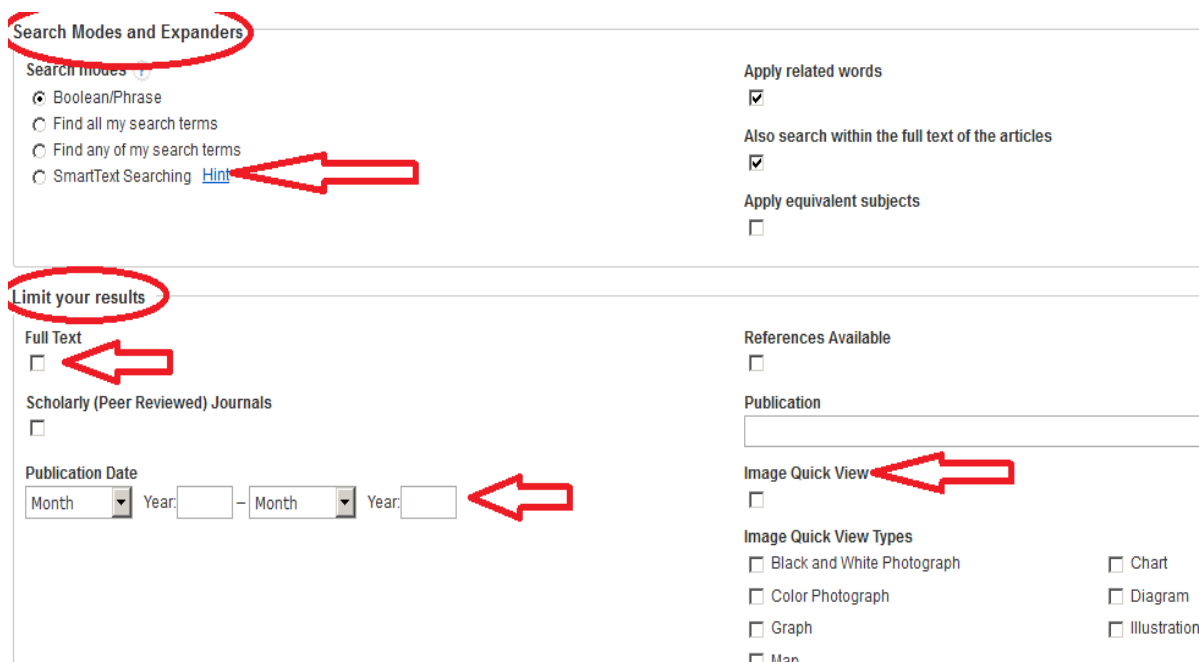 Search Modes and Expanders
Search modes ?
Boolean/Phrase
Find all my search terms
Find any of my search terms
SmartText Searching Hint
Apply related words
Also search within the full text of the articles
Apply equivalent subjects
Limit your results
Full Text
Scholarly (Peer Reviewed) Journals
Publication Date
Month Year: – Month Year:
References Available
Publication
Image Quick View
Image Quick View Types
Black and White Photograph Chart
Color Photograph Diagram
Graph Illustration
Map